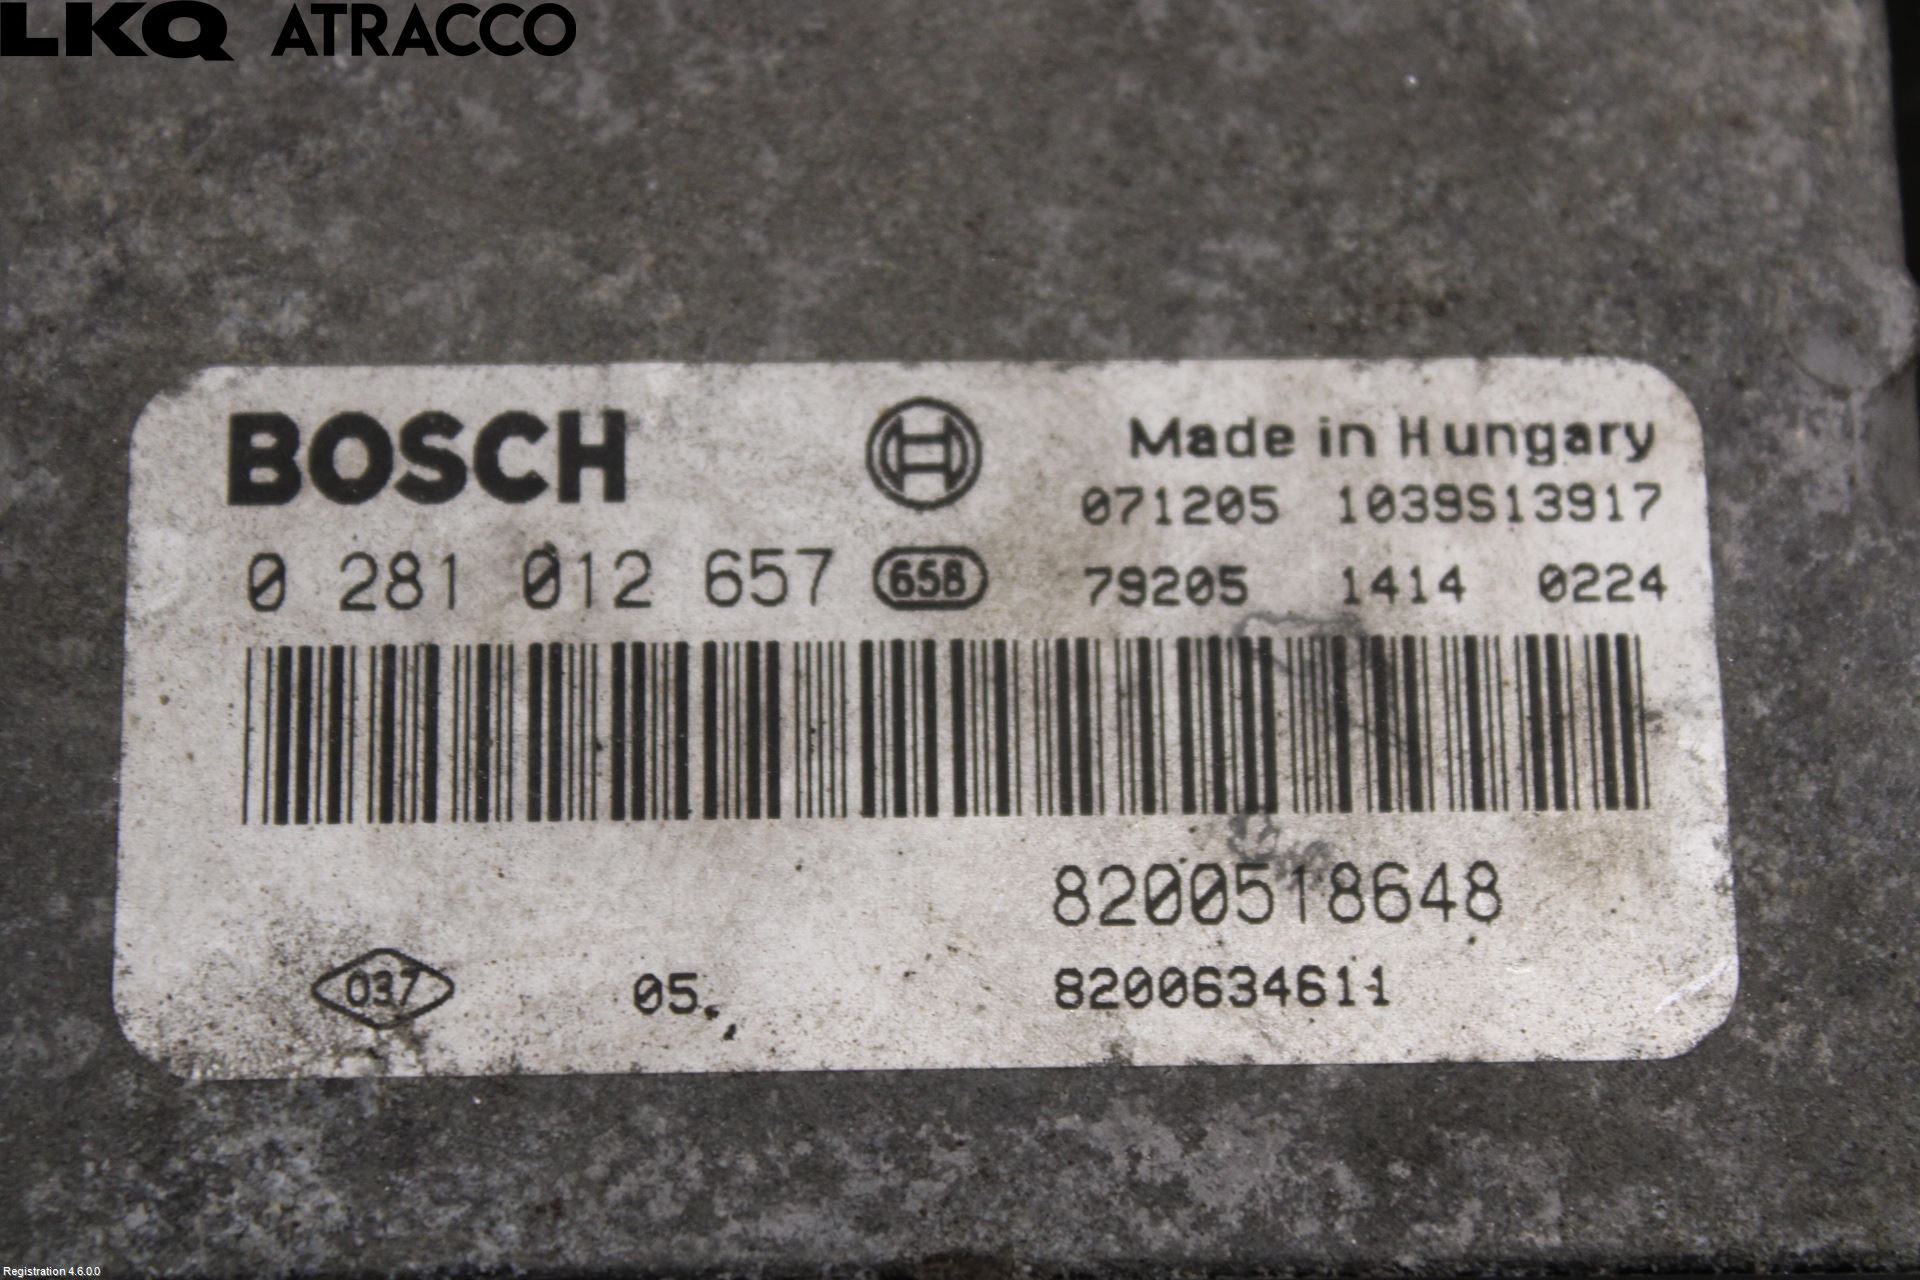 LKQ ATRACCO
BOSCH
Made in Hungary
071205 1039S13917
0 281 012 657 658
79205 1414 0224
8200518648
037 05.
8200634611
Registration 4.6.0.0